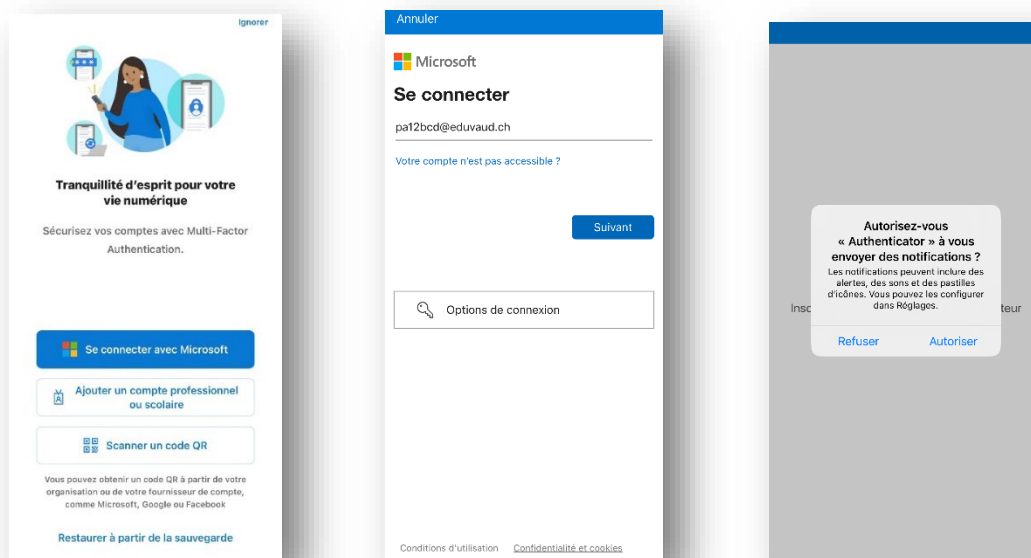 Ignorer
Tranquillité d'esprit pour votre
vie numérique
Sécurisez vos comptes avec Multi-Factor
Authentication.
Se connecter avec Microsoft
Ajouter un compte professionnel
ou scolaire
Scanner un code QR
Vous pouvez obtenir un code QR à partir de votre
organisation ou de votre fournisseur de compte,
comme Microsoft, Google ou Facebook
Restaurer à partir de la sauvegarde
Annuler
Microsoft
Se connecter
pa12bcd@eduvaud.ch
Votre compte n'est pas accessible ?
Suivant
Options de connexion
Conditions d'utilisation Confidentialité et cookies
Autorisez-vous
« Authenticator » à vous
envoyer des notifications ?
Les notifications peuvent inclure des
alertes, des sons et des pastilles
d'icônes. Vous pouvez les configurer
dans Réglages.
Insc teur
Refuser Autoriser